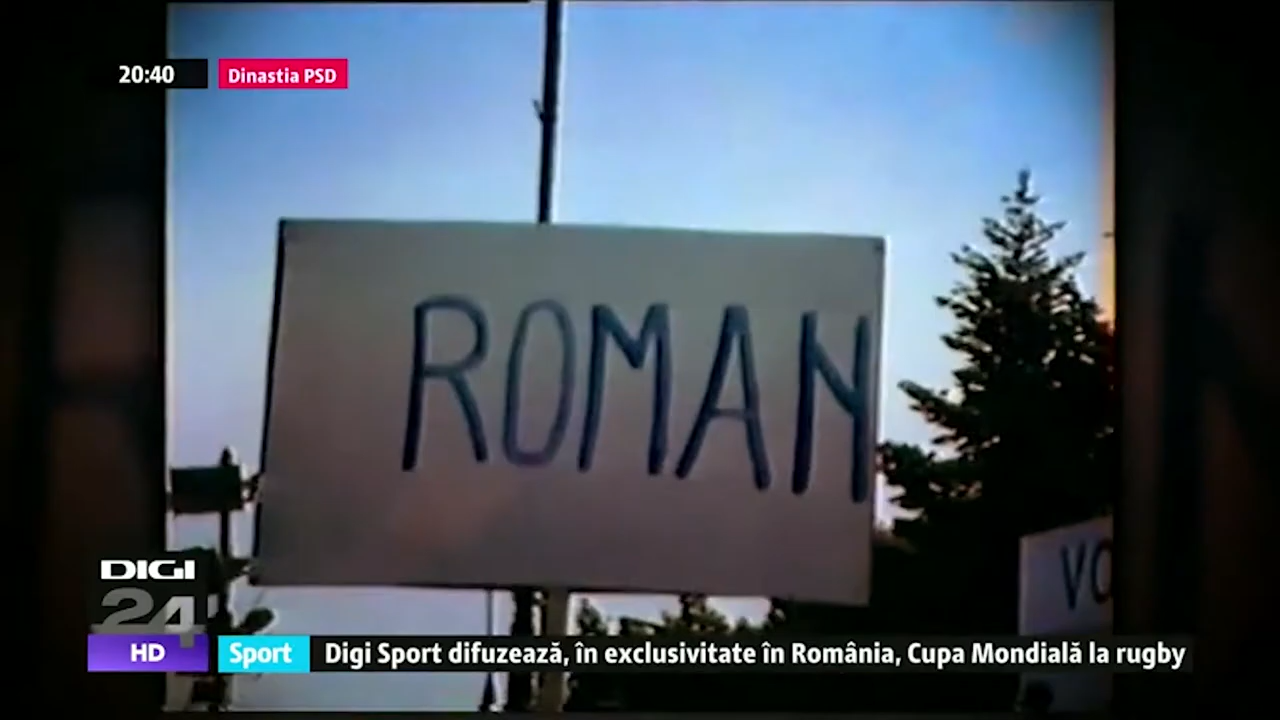 20:40
Dinastia PSD
ROMAN
VO
DIGI
24
HD
Sport
Digi Sport difuzează, în exclusivitate în România, Cupa Mondială la rugby